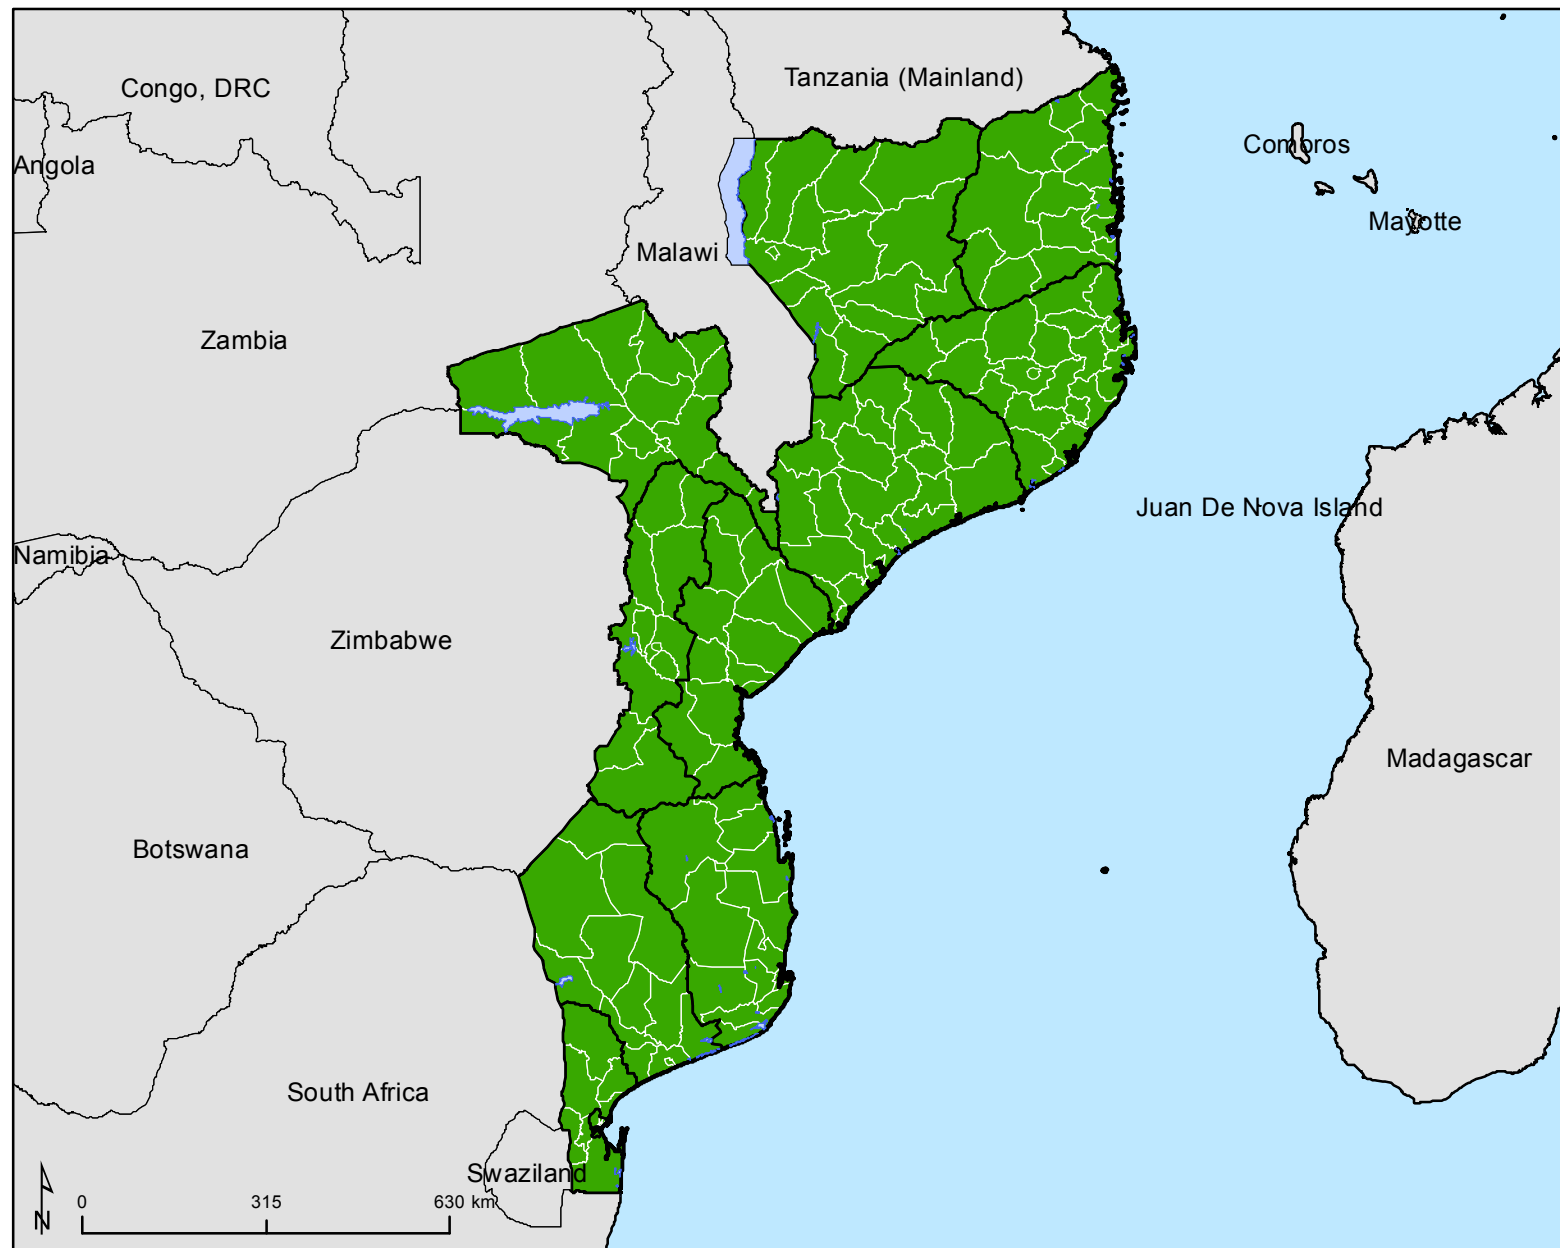 Tanzania (Mainland)
Congo, DRC
Comoros
Angola
Mayotte
Malawi
Zambia
Juan De Nova Island
Namibia
Zimbabwe
Madagascar
Botswana
South Africa
Swaziland
0 315 630 km
N